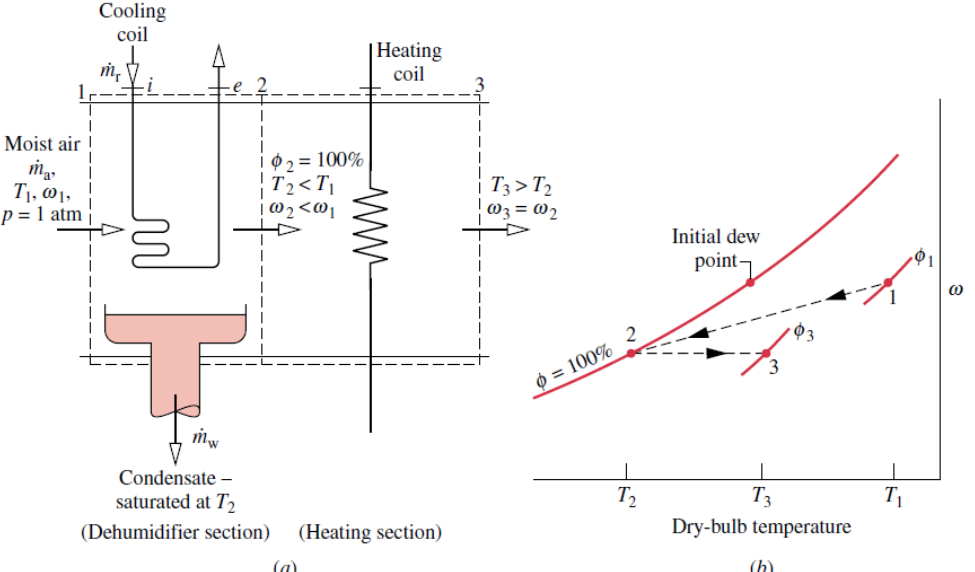 Cooling
coil
ṁr
i
e
1
2
3
Heating
coil
Moist air
ṁa,
T1, ω1,
p = 1 atm
ϕ2 = 100%
T2 < T1
ω2 < ω1
T3 > T2
ω3 = ω2
ṁw
Condensate –
saturated at T2
(Dehumidifier section)
(Heating section)
(a)
Initial dew
point
ϕ1
1
ω
2
ϕ3
3
ϕ = 100%
T2
T3
T1
Dry-bulb temperature
(b)